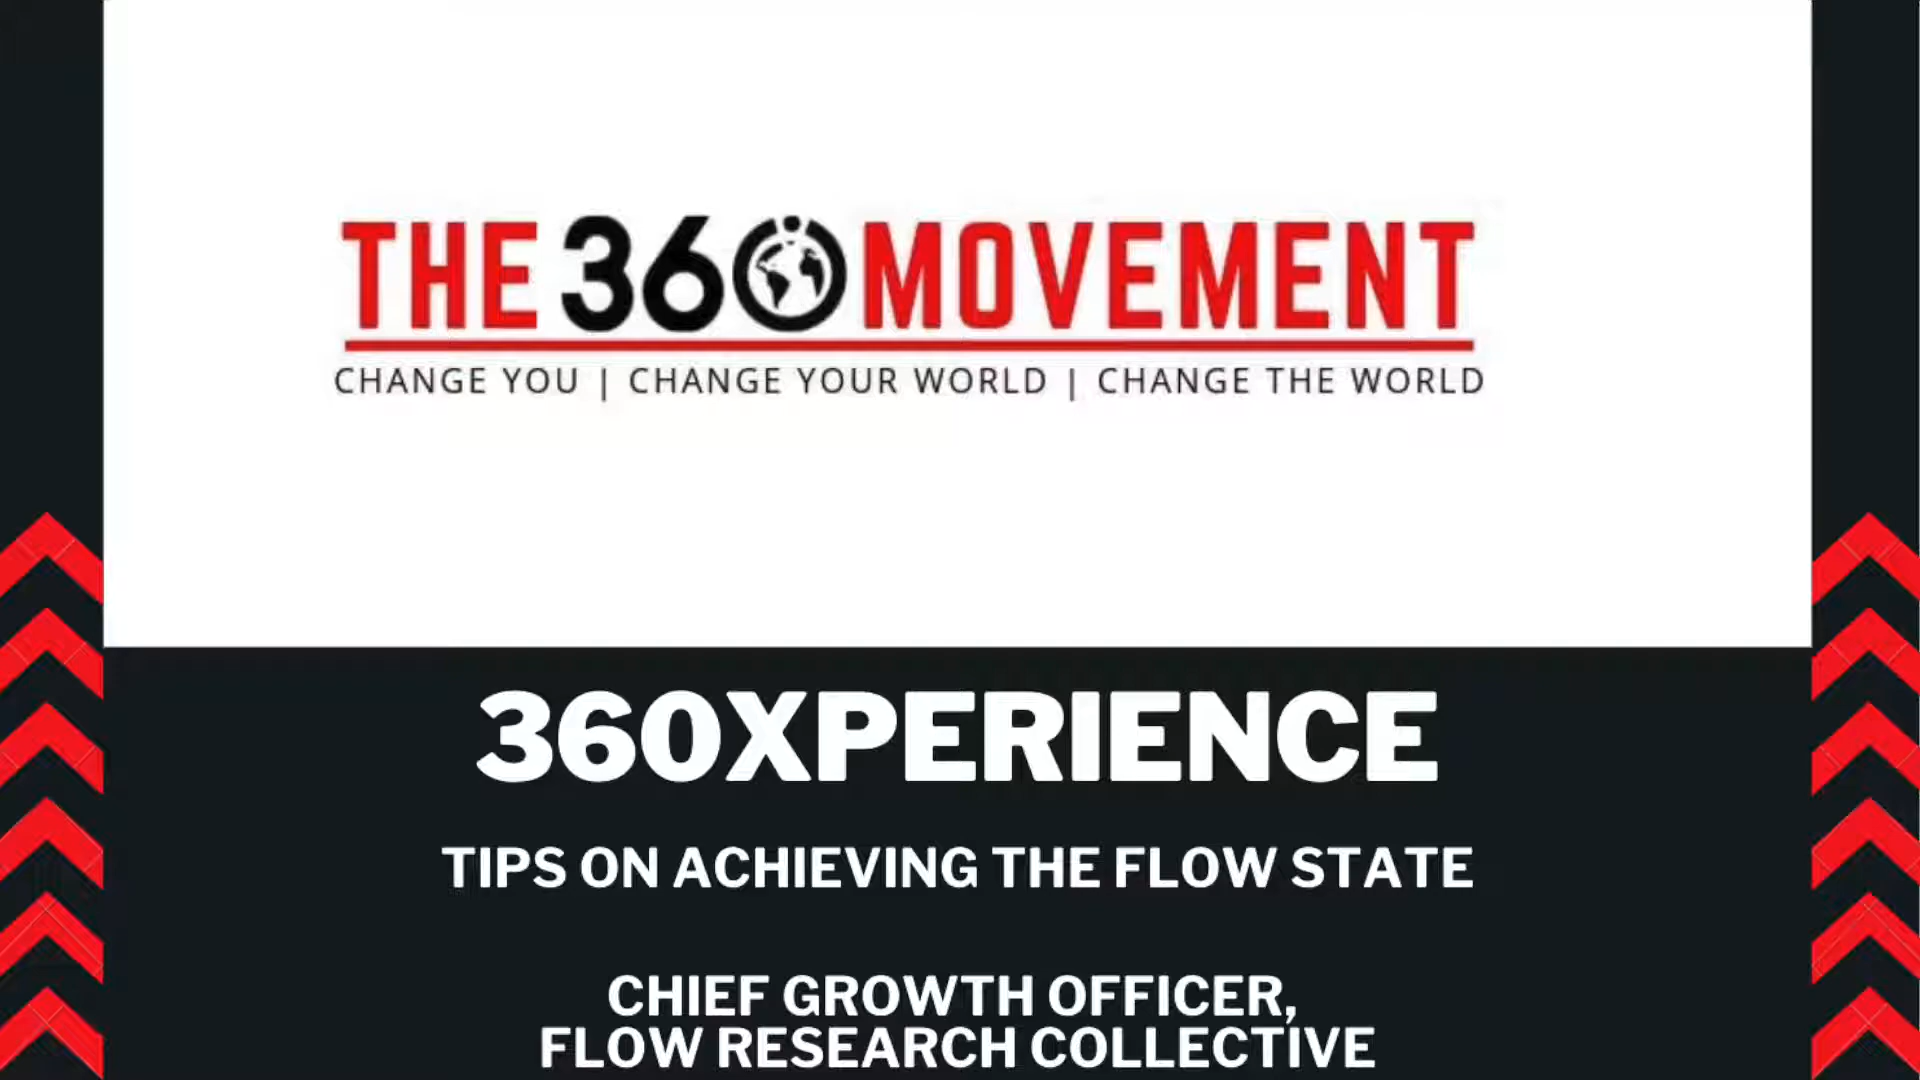 THE 360 MOVEMENT
CHANGE YOU | CHANGE YOUR WORLD | CHANGE THE WORLD
360XPERIENCE
TIPS ON ACHIEVING THE FLOW STATE
CHIEF GROWTH OFFICER,
FLOW RESEARCH COLLECTIVE